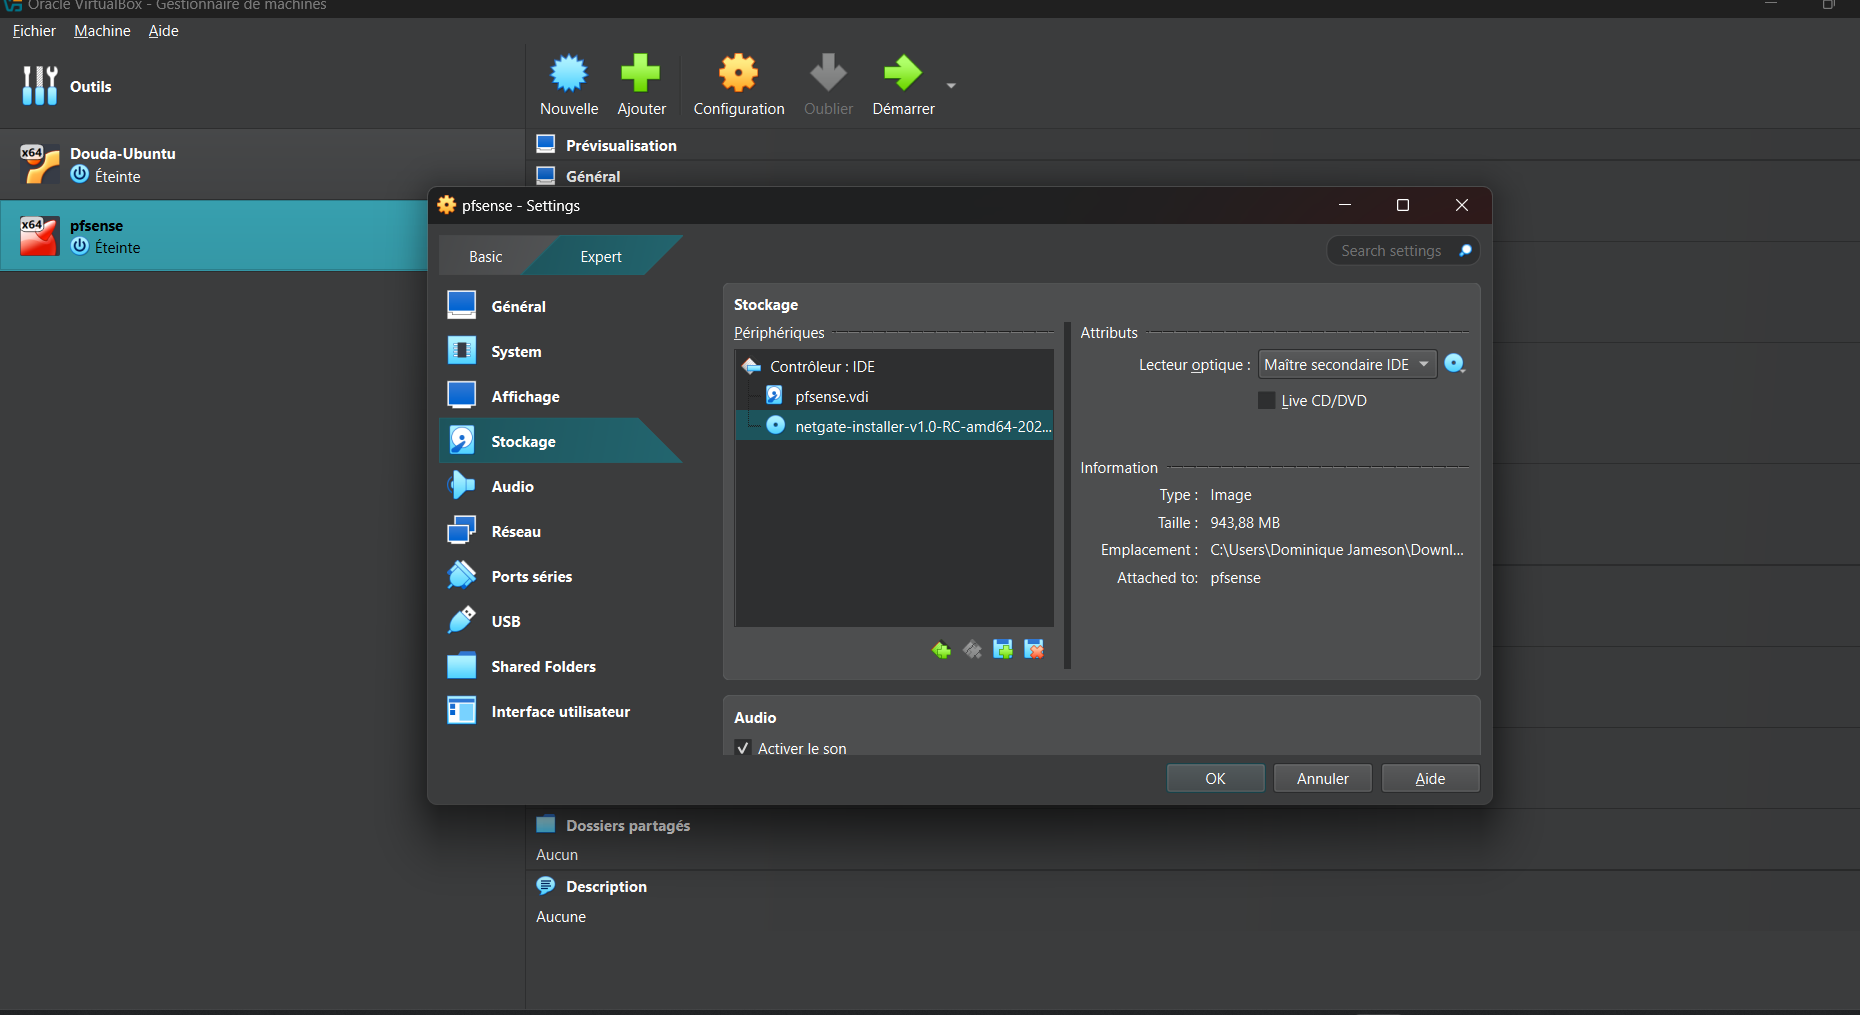 Oracle VirtualBox - Gestionnaire de machines
Fichier Machine Aide
Outils
Nouvelle Ajouter Configuration Oublier Démarrer
x64 Douda-Ubuntu
Éteinte
x64 pfsense
Éteinte
Prévisualisation
Général
pfsense - Settings
Basic Expert
Search settings
Général
System
Affichage
Stockage
Audio
Réseau
Ports séries
USB
Shared Folders
Interface utilisateur
Stockage
Périphériques
Contrôleur : IDE
pfsense.vdi
netgate-installer-v1.0-RC-amd64-202...
Attributs
Lecteur optique : Maître secondaire IDE
Live CD/DVD
Information
Type : Image
Taille : 943,88 MB
Emplacement : C:\Users\Dominique Jameson\Downl...
Attached to: pfsense
Audio
Activer le son
OK Annuler Aide
Dossiers partagés
Aucun
Description
Aucune